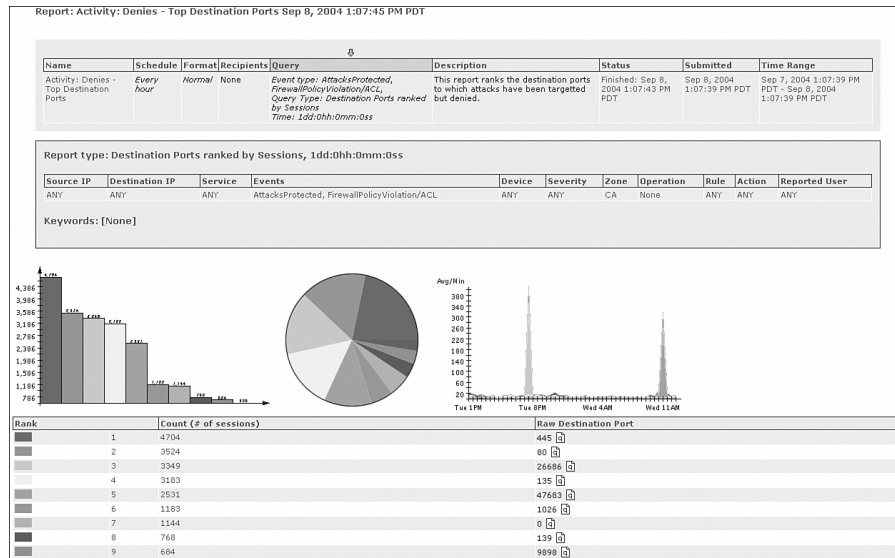 Report: Activity: Denies - Top Destination Ports Sep 8, 2004 1:07:45 PM PDT
Name Schedule Format Recipients Query Description Status Submitted Time Range
Activity: Denies - Top Destination Ports Every hour Normal None Event type: AttacksProtected, FirewallPolicyViolation/ACL, Query Type: Destination Ports ranked by Sessions Time: 1dd:0hh:0mm:0ss This report ranks the destination ports to which attacks have been targetted but denied. Finished: Sep 8, 2004 1:07:43 PM PDT Sep 8, 2004 1:07:39 PM PDT Sep 7, 2004 1:07:39 PM PDT - Sep 8, 2004 1:07:39 PM PDT
Report type: Destination Ports ranked by Sessions, 1dd:0hh:0mm:0ss
Source IP Destination IP Service Events Device Severity Zone Operation Rule Action Reported User
ANY ANY ANY AttacksProtected, FirewallPolicyViolation/ACL ANY ANY CA None ANY ANY ANY
Keywords: [None]
4,386
3,986
3,586
3,186
2,786
2,386
1,986
1,586
1,186
786
Avg/Min
380
340
300
260
220
180
140
100
60
20
Tue 1PM Tue 8PM Wed 4AM Wed 11AM
Rank Count (# of sessions) Raw Destination Port
1 4704 445 q
2 3524 80 q
3 3349 26686 q
4 3183 135 q
5 2531 47683 q
6 1183 1026 q
7 1144 0 q
8 768 139 q
9 684 9898 q